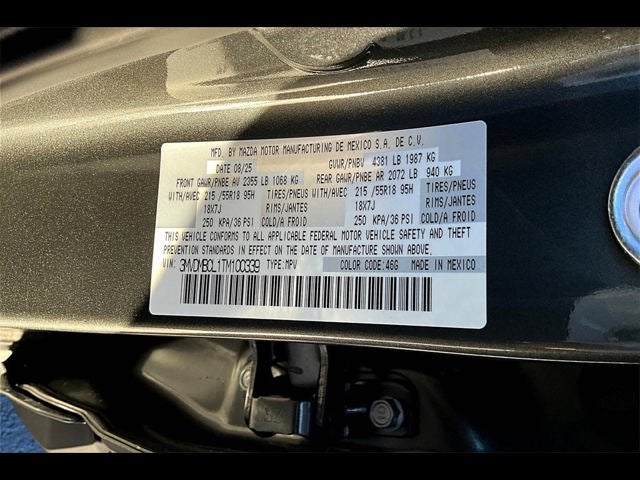 MFD. BY MAZDA MOTOR MANUFACTURING DE MEXICO S.A. DE C.V.
DATE 08/25 GVWR/PNBV 4381 LB 1987 KG
FRONT GAWR/PNBE AV 2355 LB 1068 KG REAR GAWR/PNBE AR 2072 LB 940 KG
WITH/AVEC 215 /55R18 95H TIRES/PNEUS WITH/AVEC 215 /55R18 95H TIRES/PNEUS
18X7J RIMS/JANTES 18X7J RIMS/JANTES
250 KPA/36 PSI COLD/A FROID 250 KPA/36 PSI COLD/A FROID
THIS VEHICLE CONFORMS TO ALL APPLICABLE FEDERAL MOTOR VEHICLE SAFETY AND THEFT
PREVENTION STANDARDS IN EFFECT ON THE DATE OF MANUFACTURE SHOWN ABOVE.
VIN: 3MVDMBCL1TM100339 TYPE:MPV COLOR CODE:46G MADE IN MEXICO